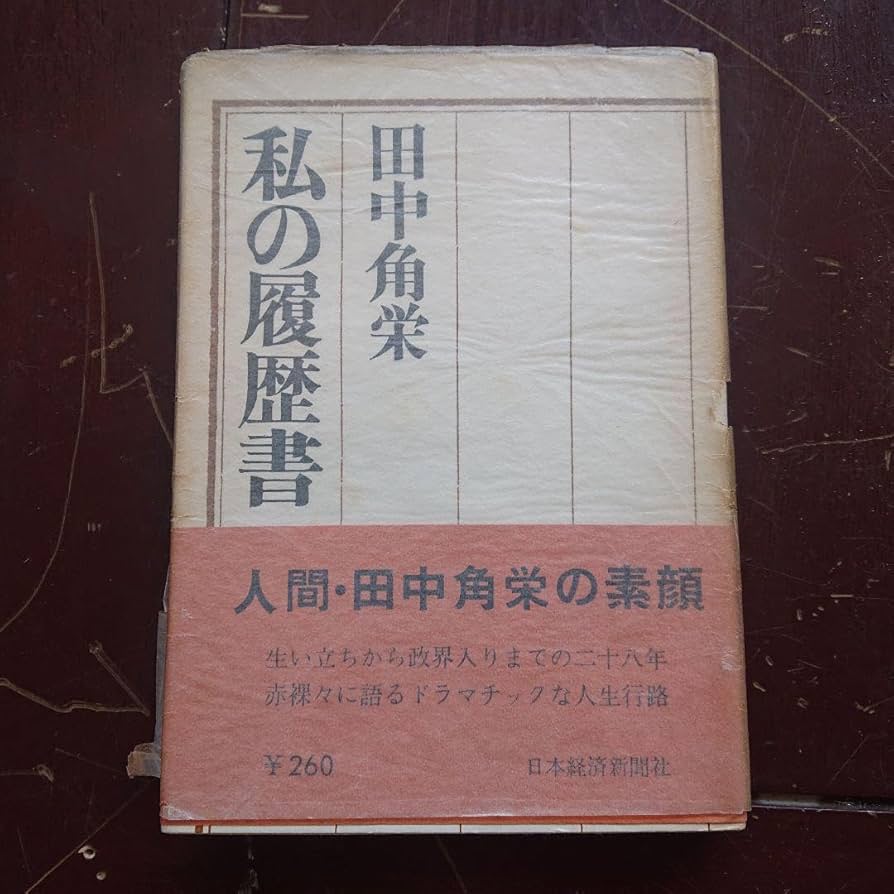 田中角栄
私の履歴書
人間・田中角栄の素顔
生い立ちから政界入りまでの二十八年
赤裸々に語るドラマチックな人生行路
¥260
日本経済新聞社